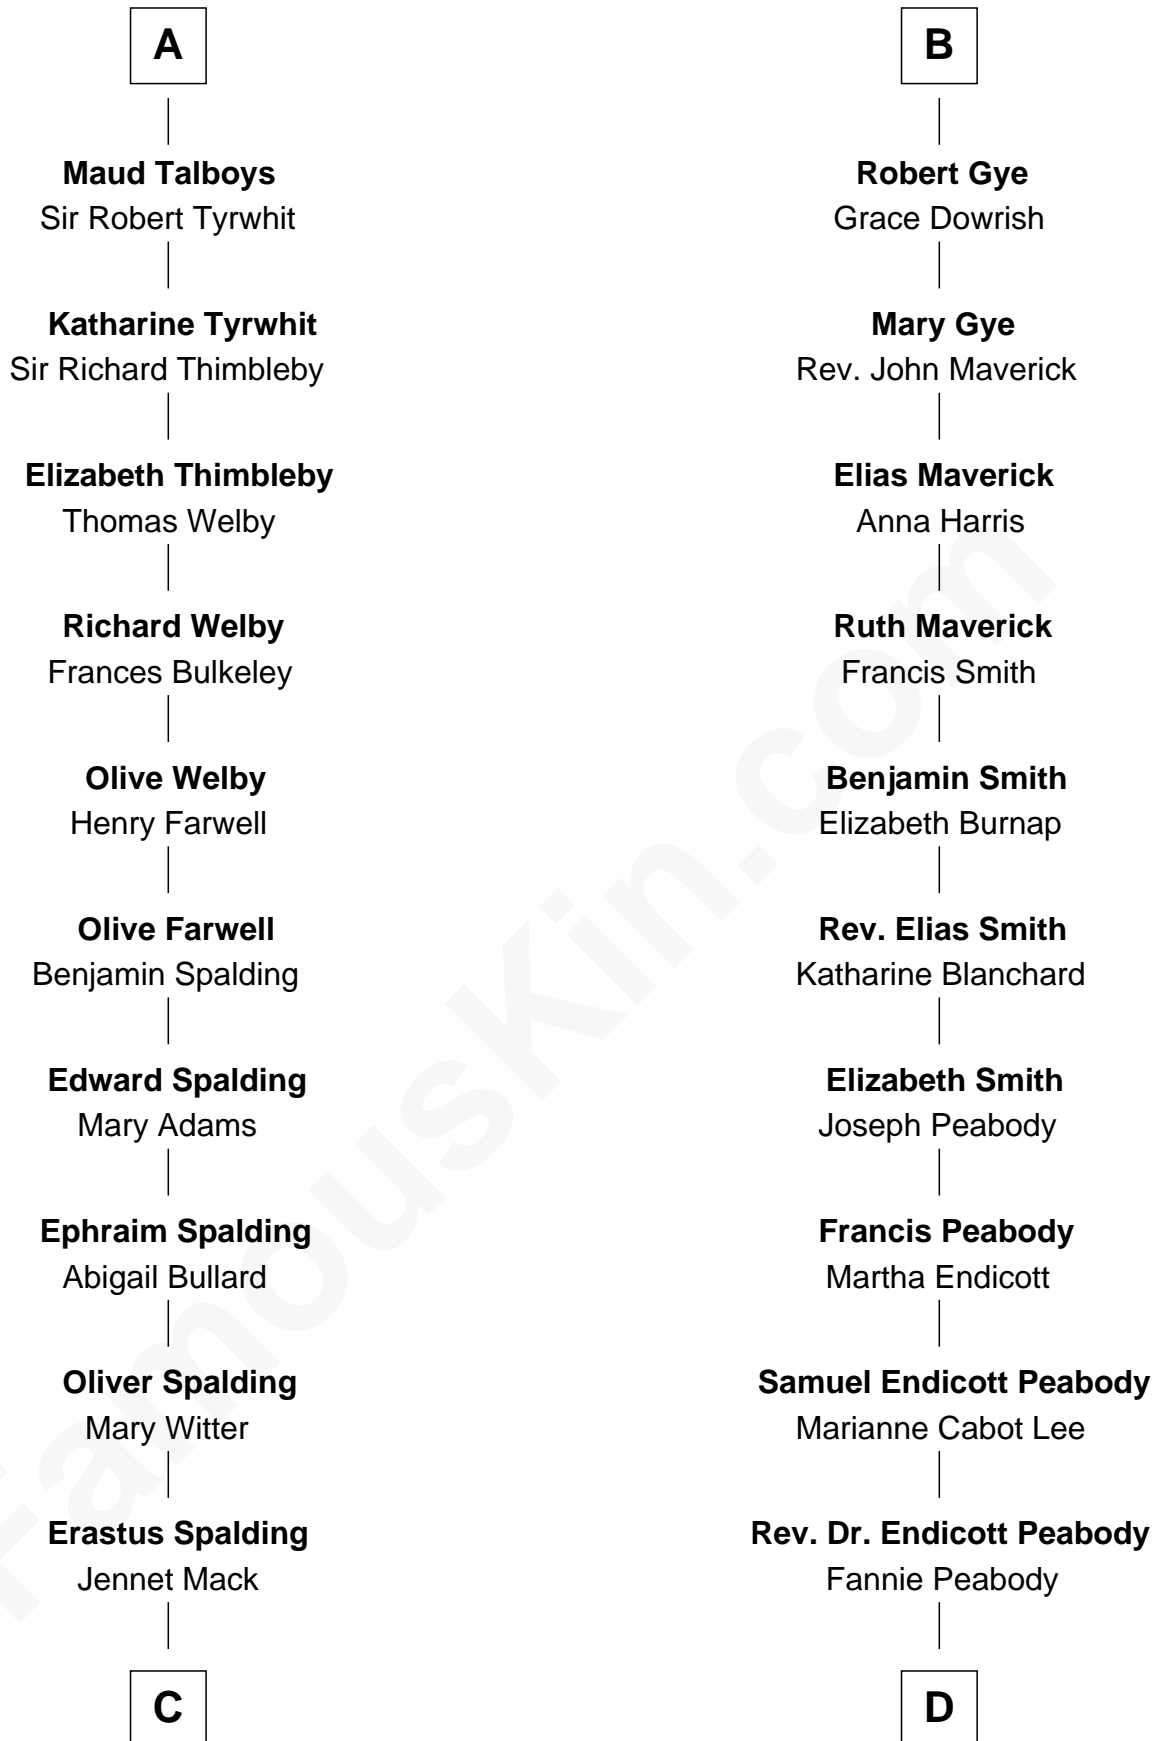 A
Maud Talboys
Sir Robert Tyrwhit
Katharine Tyrwhit
Sir Richard Thimbleby
Elizabeth Thimbleby
Thomas Welby
Richard Welby
Frances Bulkeley
Olive Welby
Henry Farwell
Olive Farwell
Benjamin Spalding
Edward Spalding
Mary Adams
Ephraim Spalding
Abigail Bullard
Oliver Spalding
Mary Witter
Erastus Spalding
Jennet Mack
C
B
Robert Gye
Grace Dowrish
Mary Gye
Rev. John Maverick
Elias Maverick
Anna Harris
Ruth Maverick
Francis Smith
Benjamin Smith
Elizabeth Burnap
Rev. Elias Smith
Katharine Blanchard
Elizabeth Smith
Joseph Peabody
Francis Peabody
Martha Endicott
Samuel Endicott Peabody
Marianne Cabot Lee
Rev. Dr. Endicott Peabody
Fannie Peabody
D
FamousKin.com